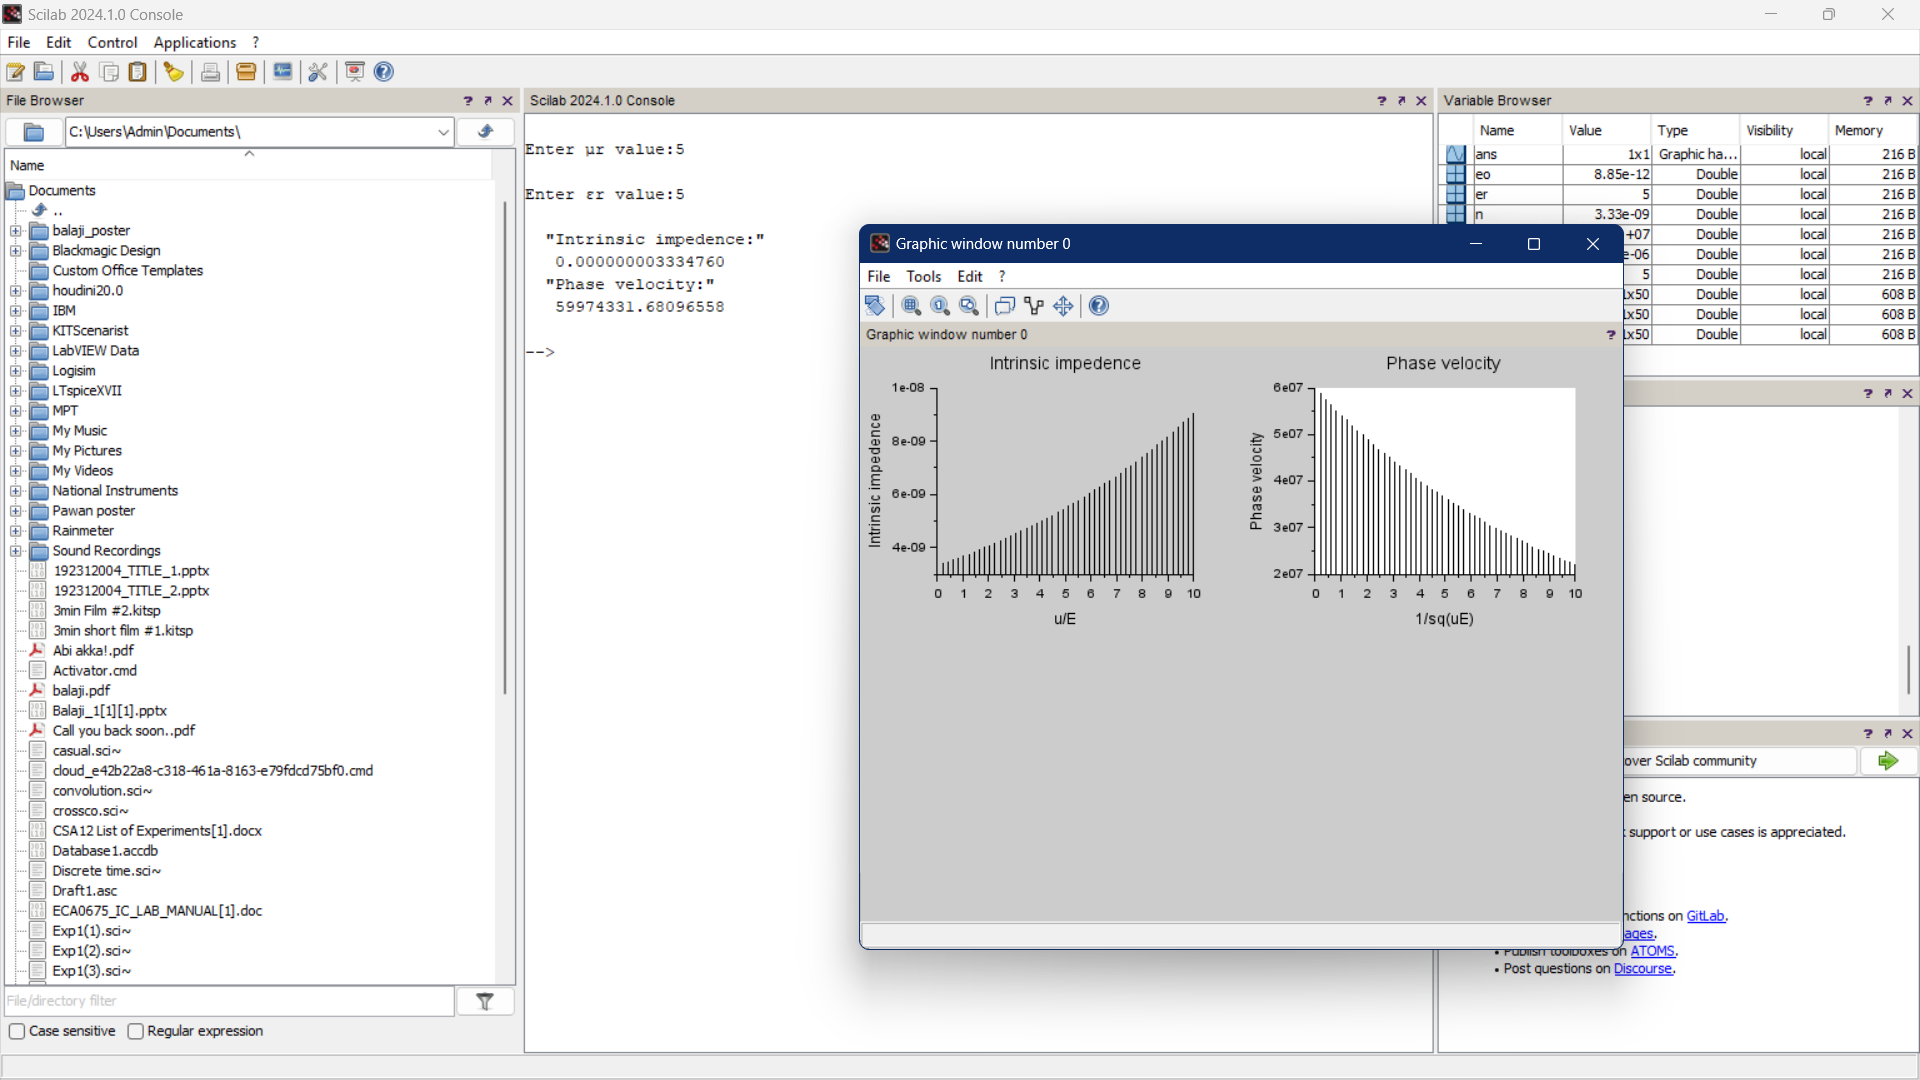 Scilab 2024.1.0 Console
File Edit Control Applications ?
File Browser
C:\Users\Admin\Documents\
Name
Documents
..
balaji_poster
Blackmagic Design
Custom Office Templates
houdini20.0
IBM
KITScenarist
LabVIEW Data
Logisim
LTspiceXVII
MPT
My Music
My Pictures
My Videos
National Instruments
Pawan poster
Rainmeter
Sound Recordings
192312004_TITLE_1.pptx
192312004_TITLE_2.pptx
3min Film #2.kitsp
3min short film #1.kitsp
Abi akka!.pdf
Activator.cmd
balaji.pdf
Balaji_1[1][1].pptx
Call you back soon..pdf
casual.sci~
cloud_e42b22a8-c318-461a-8163-e79fdcd75bf0.cmd
convolution.sci~
crossco.sci~
CSA12 List of Experiments[1].docx
Database1.accdb
Discrete time.sci~
Draft1.asc
ECA0675_IC_LAB_MANUAL[1].doc
Exp1(1).sci~
Exp1(2).sci~
Exp1(3).sci~
File/directory filter
Case sensitive Regular expression
Scilab 2024.1.0 Console
Enter μr value:5
Enter εr value:5
"Intrinsic impedence:"
0.000000003334760
"Phase velocity:"
59974331.68096558
-->
Graphic window number 0
File Tools Edit ?
Graphic window number 0
Intrinsic impedence
1e-08
8e-09
6e-09
4e-09
Intrinsic impedence
0 1 2 3 4 5 6 7 8 9 10
u/E
Phase velocity
6e07
5e07
4e07
3e07
2e07
Phase velocity
0 1 2 3 4 5 6 7 8 9 10
1/sq(uE)
Variable Browser
Name Value Type Visibility Memory
ans 1x1 Graphic ha... local 216 B
eo 8.85e-12 Double local 216 B
er 5 Double local 216 B
n 3.33e-09 Double local 216 B
+07 Double local 216 B
e-06 Double local 216 B
5 Double local 216 B
1x50 Double local 608 B
1x50 Double local 608 B
1x50 Double local 608 B
over Scilab community
en source.
support or use cases is appreciated.
nctions on GitLab.
ages.
• Publish toolboxes on ATOMS.
• Post questions on Discourse.